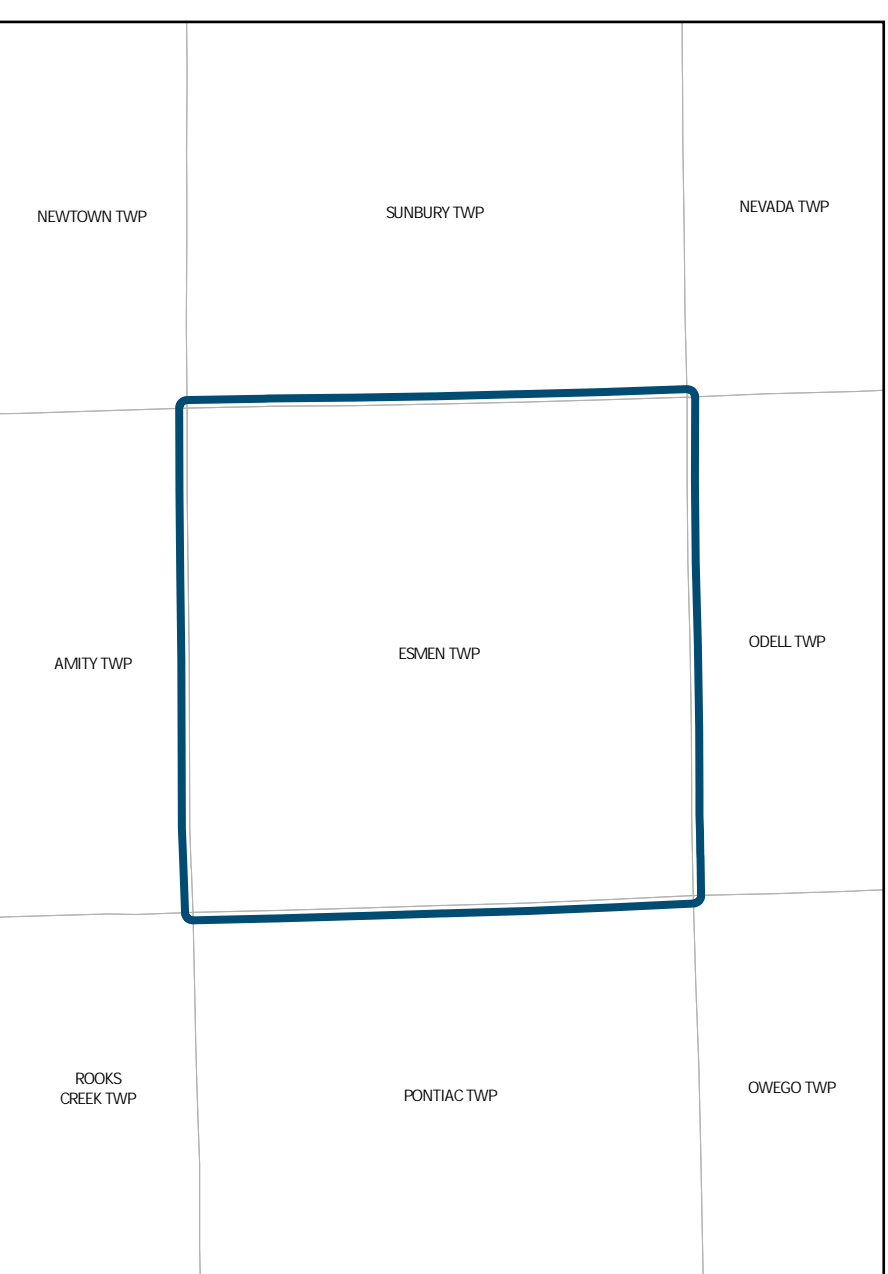 NEWTOWN TWP
SUNBURY TWP
NEVADA TWP
AMITY TWP
ESMEN TWP
ODELL TWP
ROOKS
CREEK TWP
PONTIAC TWP
OWEGO TWP